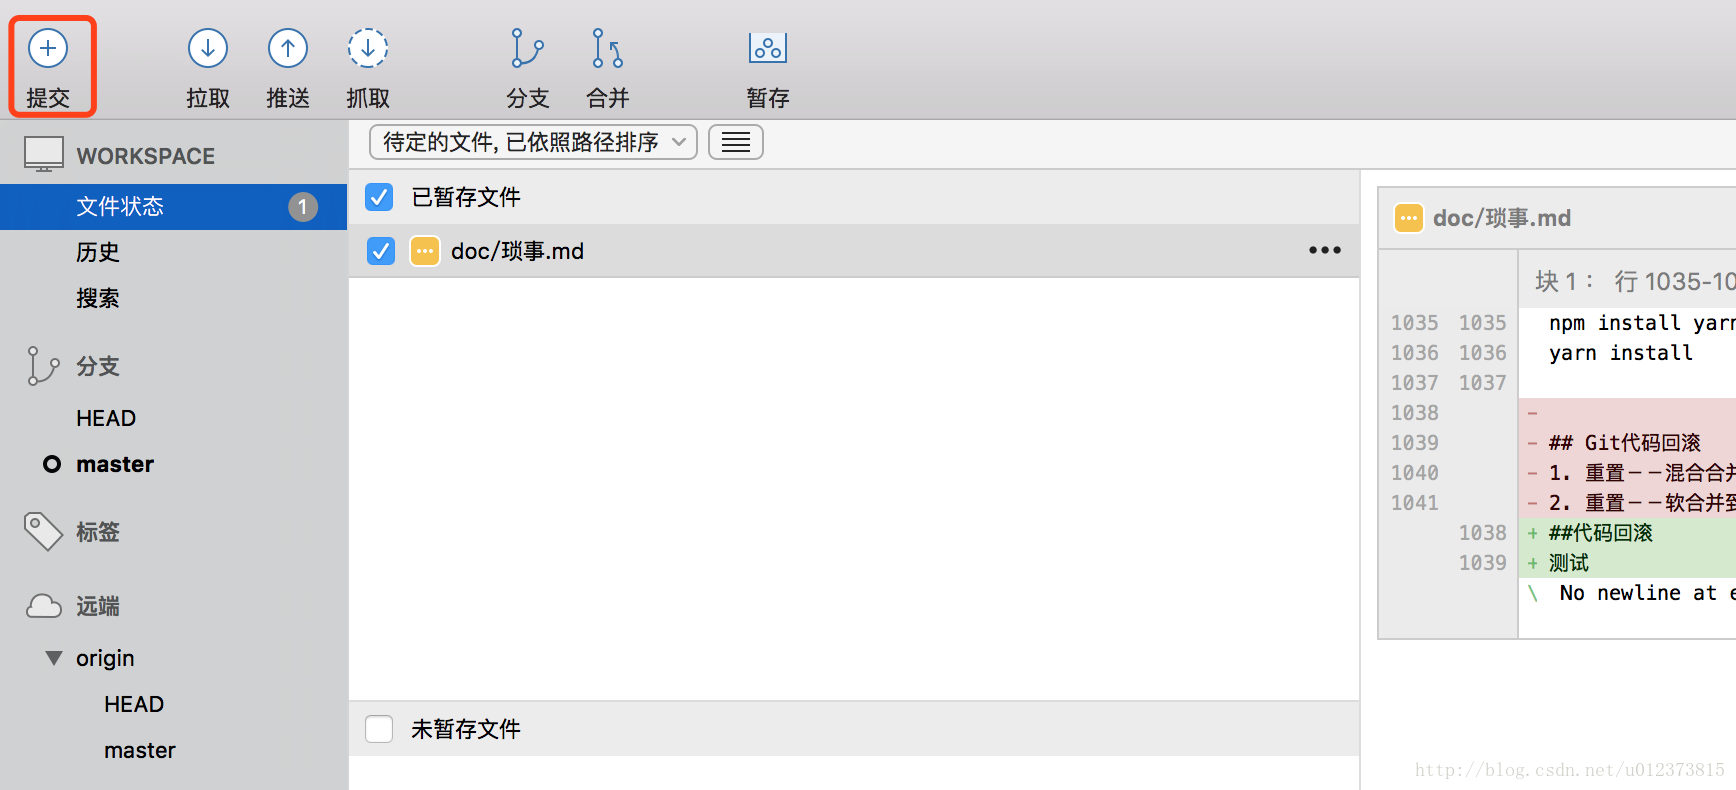 提交
拉取
推送
抓取
分支
合并
暂存
WORKSPACE
文件状态 1
历史
搜索
分支
HEAD
master
标签
远端
origin
HEAD
master
待定的文件, 已依照路径排序
已暂存文件
doc/琐事.md
未暂存文件
doc/琐事.md
块 1： 行 1035-10
1035 1035 npm install yarn
1036 1036 yarn install
1037 1037
1038 -
1039 - ## Git代码回滚
1040 - 1. 重置－－混合合并
1041 - 2. 重置－－软合并到
1038 + ##代码回滚
1039 + 测试
\ No newline at e
http://blog.csdn.net/u012373815